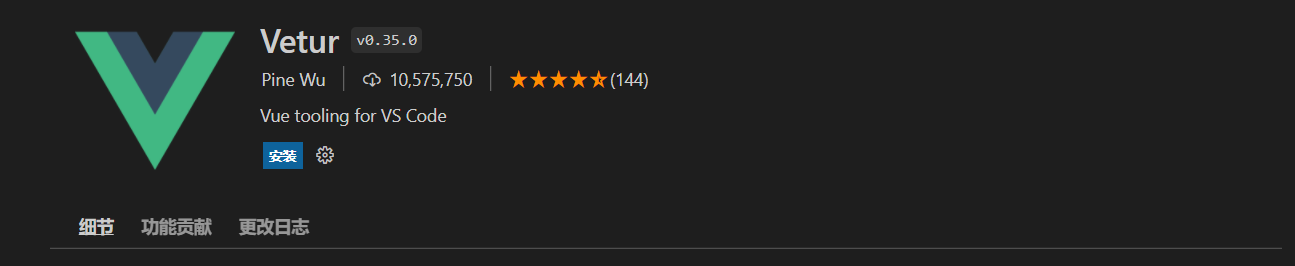 Vetur v0.35.0
Pine Wu 10,575,750 (144)
Vue tooling for VS Code
安装
细节 功能贡献 更改日志